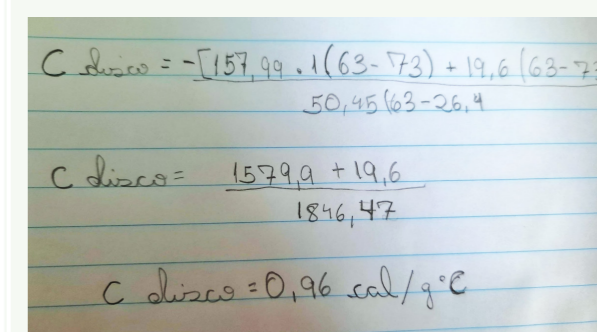 C disco = -[157,99 . 1(63-73) + 19,6 (63-73
50,45(63-26,4
C disco = 1579,9 + 19,6
1846,47
C disco = 0,96 cal/g°C